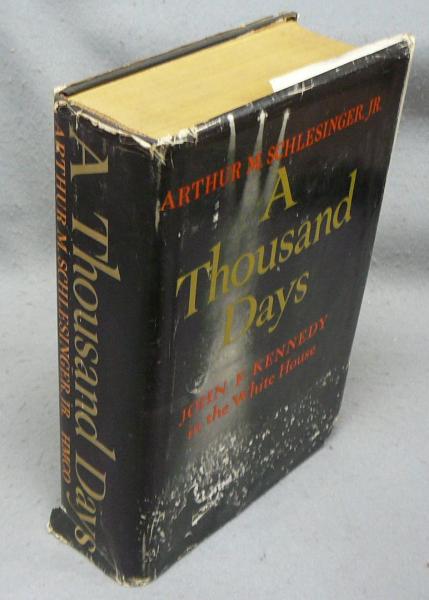 ARTHUR M. SCHLESINGER, JR.
A
Thousand
Days
JOHN F. KENNEDY
in the White House
A Thousand Days
ARTHUR M. SCHLESINGER, JR. HMCO